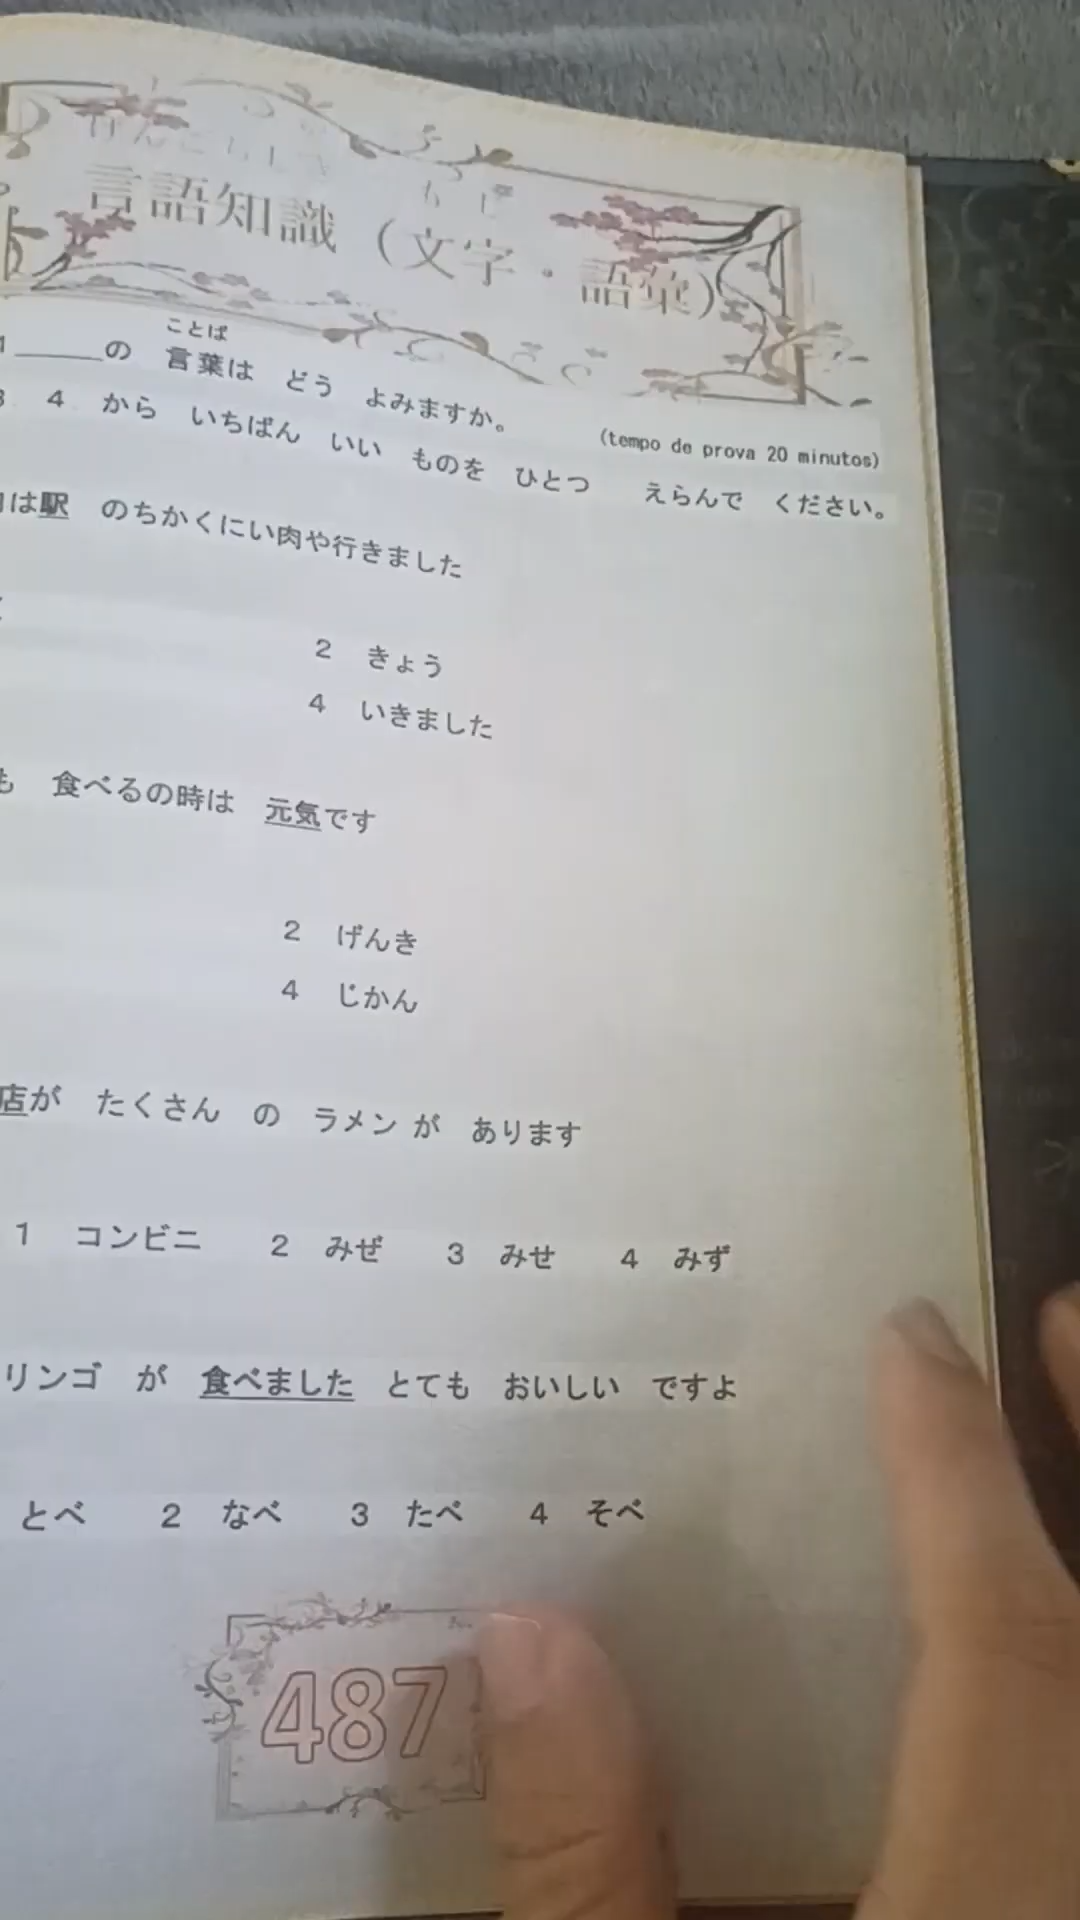 もじ
言語知識（文字・語彙）
ことば
の 言葉は どう よみますか。
(tempo de prova 20 minutos)
4 から いちばん いい ものを ひとつ えらんで ください。
は駅 のちかくにい肉や行きました
2 きょう
4 いきました
も 食べるの時は 元気です
2 げんき
4 じかん
店が たくさん の ラメン が あります
1 コンビニ 2 みぜ 3 みせ 4 みず
リンゴ が 食べました とても おいしい ですよ
とべ 2 なべ 3 たべ 4 そべ
487